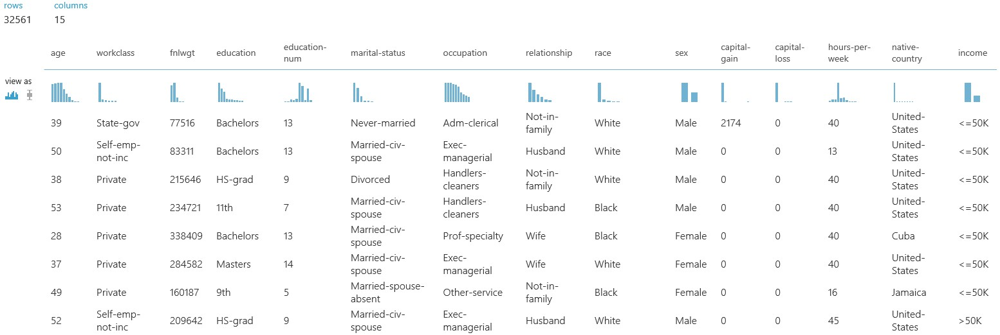 rows columns
32561 15
age workclass fnlwgt education education-num marital-status occupation relationship race sex capital-gain capital-loss hours-per-week native-country income
view as
39 State-gov 77516 Bachelors 13 Never-married Adm-clerical Not-in-family White Male 2174 0 40 United-States <=50K
50 Self-emp-not-inc 83311 Bachelors 13 Married-civ-spouse Exec-managerial Husband White Male 0 0 13 United-States <=50K
38 Private 215646 HS-grad 9 Divorced Handlers-cleaners Not-in-family White Male 0 0 40 United-States <=50K
53 Private 234721 11th 7 Married-civ-spouse Handlers-cleaners Husband Black Male 0 0 40 United-States <=50K
28 Private 338409 Bachelors 13 Married-civ-spouse Prof-specialty Wife Black Female 0 0 40 Cuba <=50K
37 Private 284582 Masters 14 Married-civ-spouse Exec-managerial Wife White Female 0 0 40 United-States <=50K
49 Private 160187 9th 5 Married-spouse-absent Other-service Not-in-family Black Female 0 0 16 Jamaica <=50K
52 Self-emp-not-inc 209642 HS-grad 9 Married-civ-spouse Exec-managerial Husband White Male 0 0 45 United-States >50K